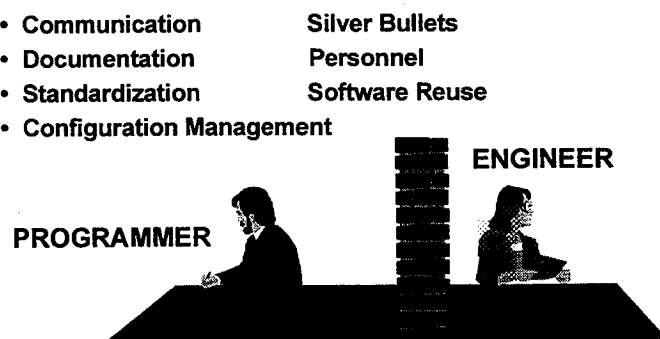 • Communication Silver Bullets
• Documentation Personnel
• Standardization Software Reuse
• Configuration Management
ENGINEER
PROGRAMMER